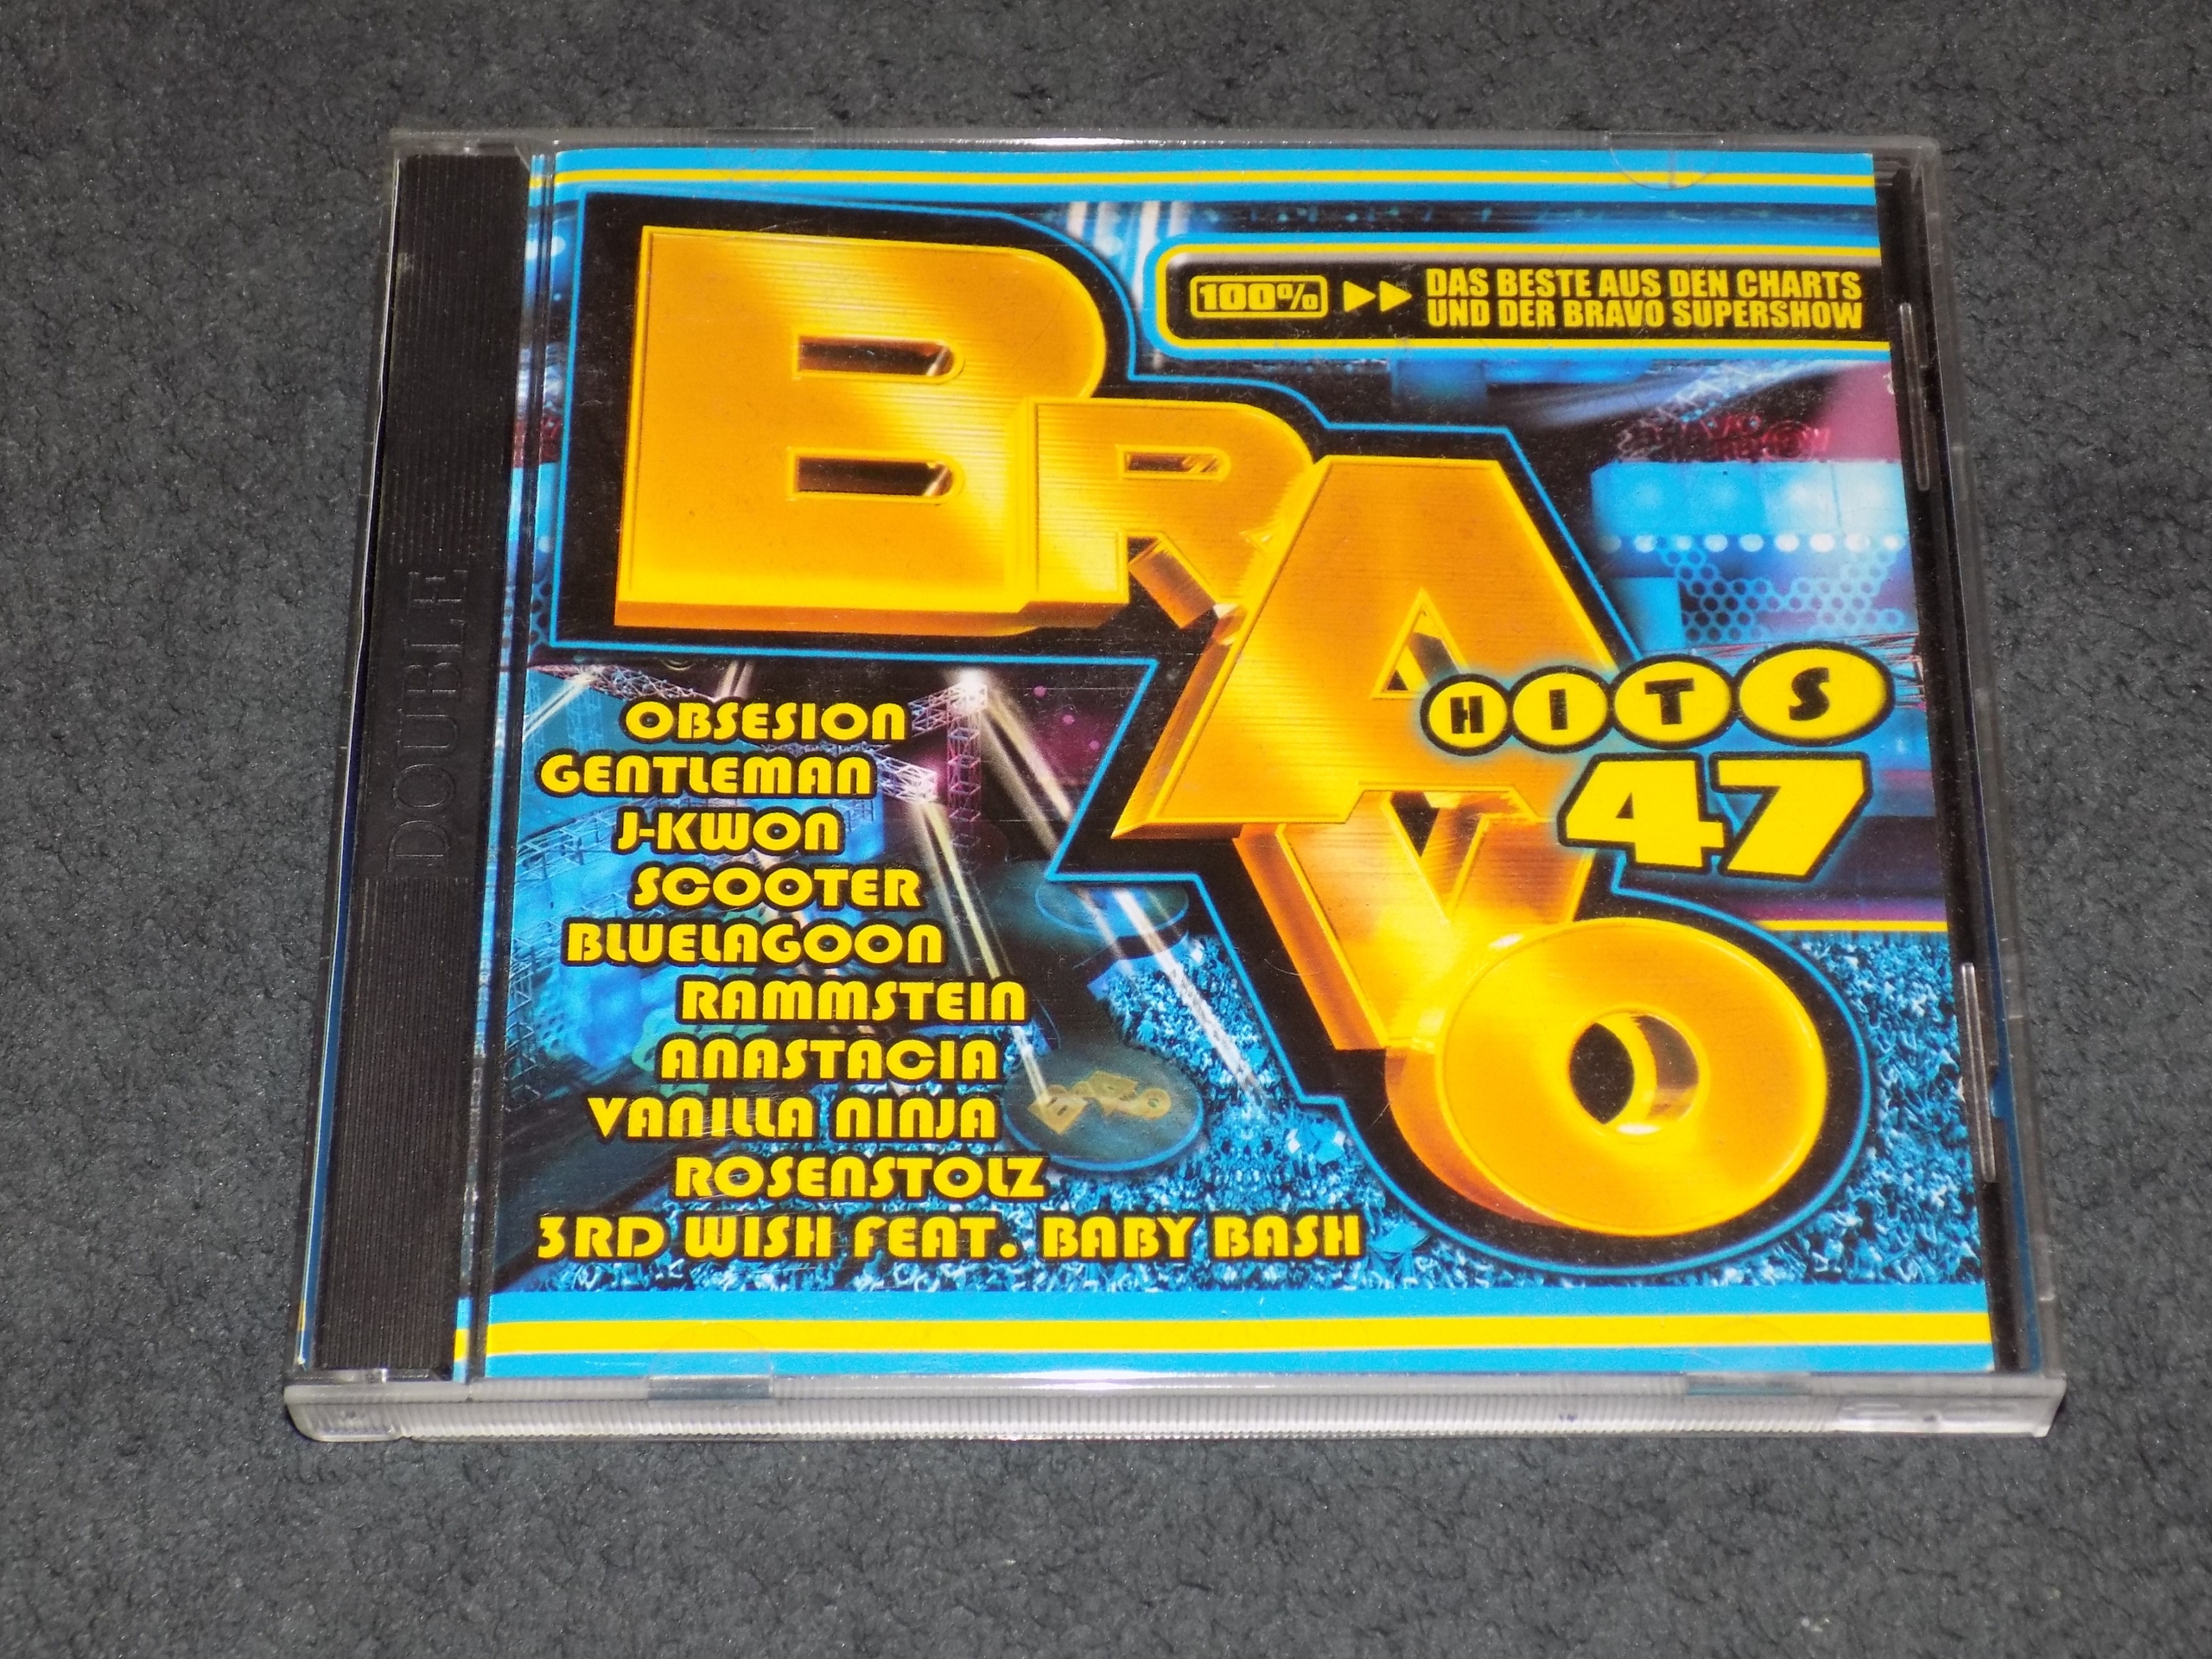 DOUBLE
BRAVO
100% DAS BESTE AUS DEN CHARTS
UND DER BRAVO SUPERSHOW
HITS
47
OBSESION
GENTLEMAN
J-KWON
SCOOTER
BLUELAGOON
RAMMSTEIN
ANASTACIA
VANILLA NINJA
ROSENSTOLZ
3RD WISH FEAT. BABY BASH
BRAVO